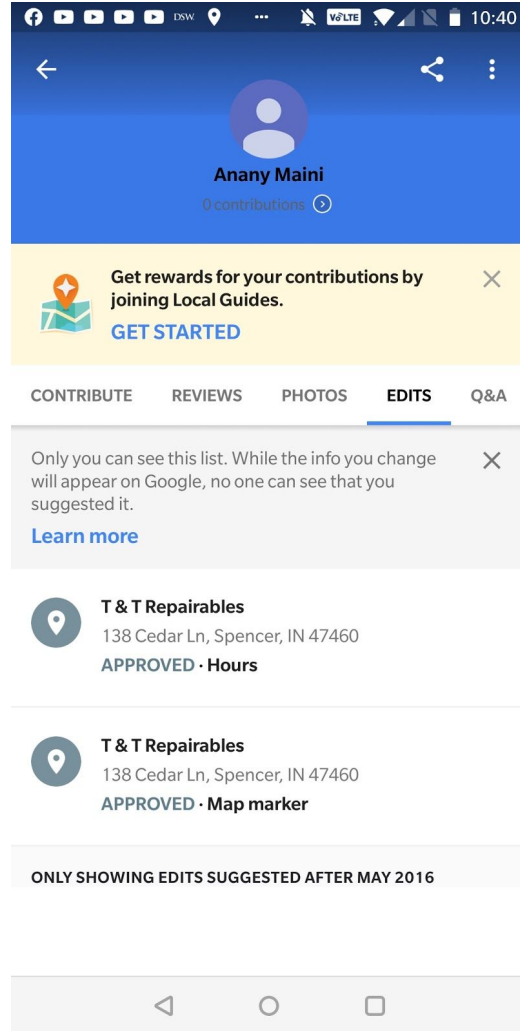 DSW
VoLTE
10:40
Anany Maini
0 contributions
Get rewards for your contributions by
joining Local Guides.
GET STARTED
CONTRIBUTE REVIEWS PHOTOS EDITS Q&A
Only you can see this list. While the info you change
will appear on Google, no one can see that you
suggested it.
Learn more
T & T Repairables
138 Cedar Ln, Spencer, IN 47460
APPROVED · Hours
T & T Repairables
138 Cedar Ln, Spencer, IN 47460
APPROVED · Map marker
ONLY SHOWING EDITS SUGGESTED AFTER MAY 2016